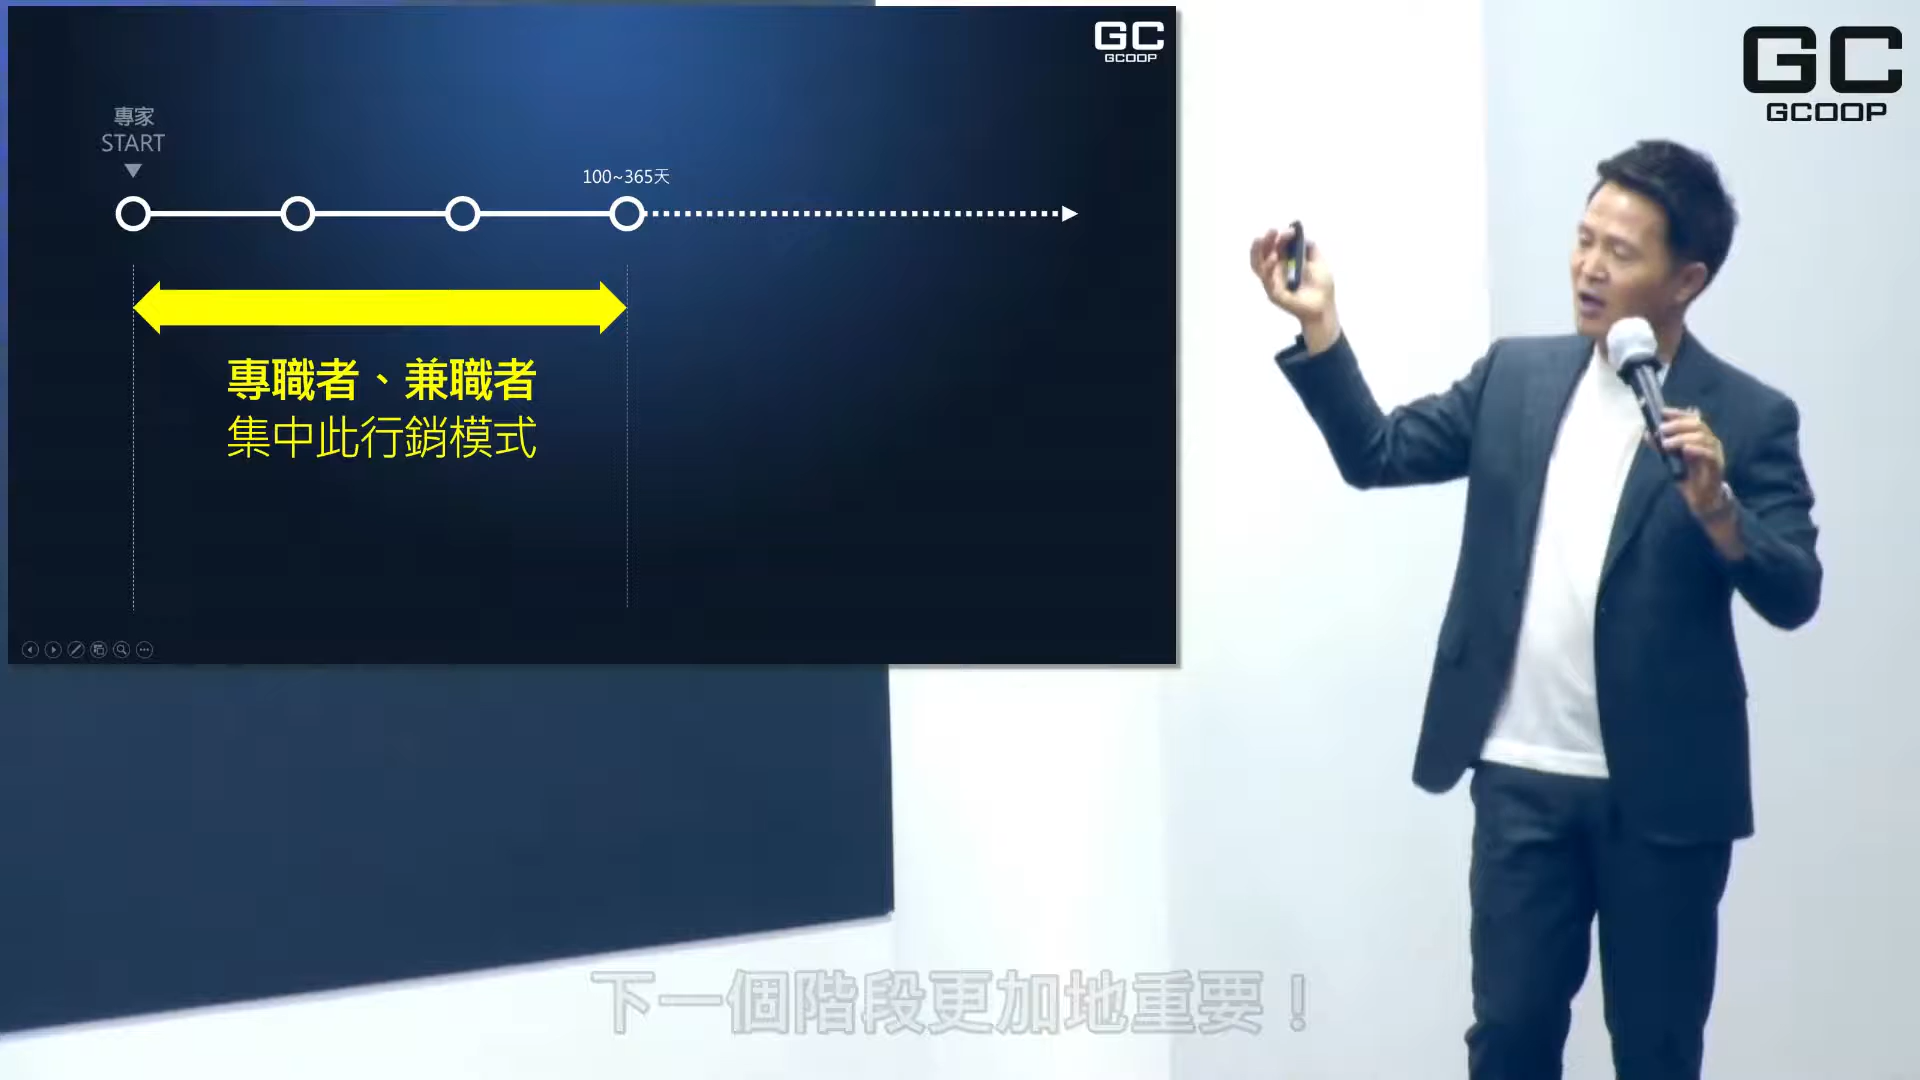 GC
GCOOP
專家
START
100~365天
專職者、兼職者
集中此行銷模式
GC
GCOOP
下一個階段更加地重要！